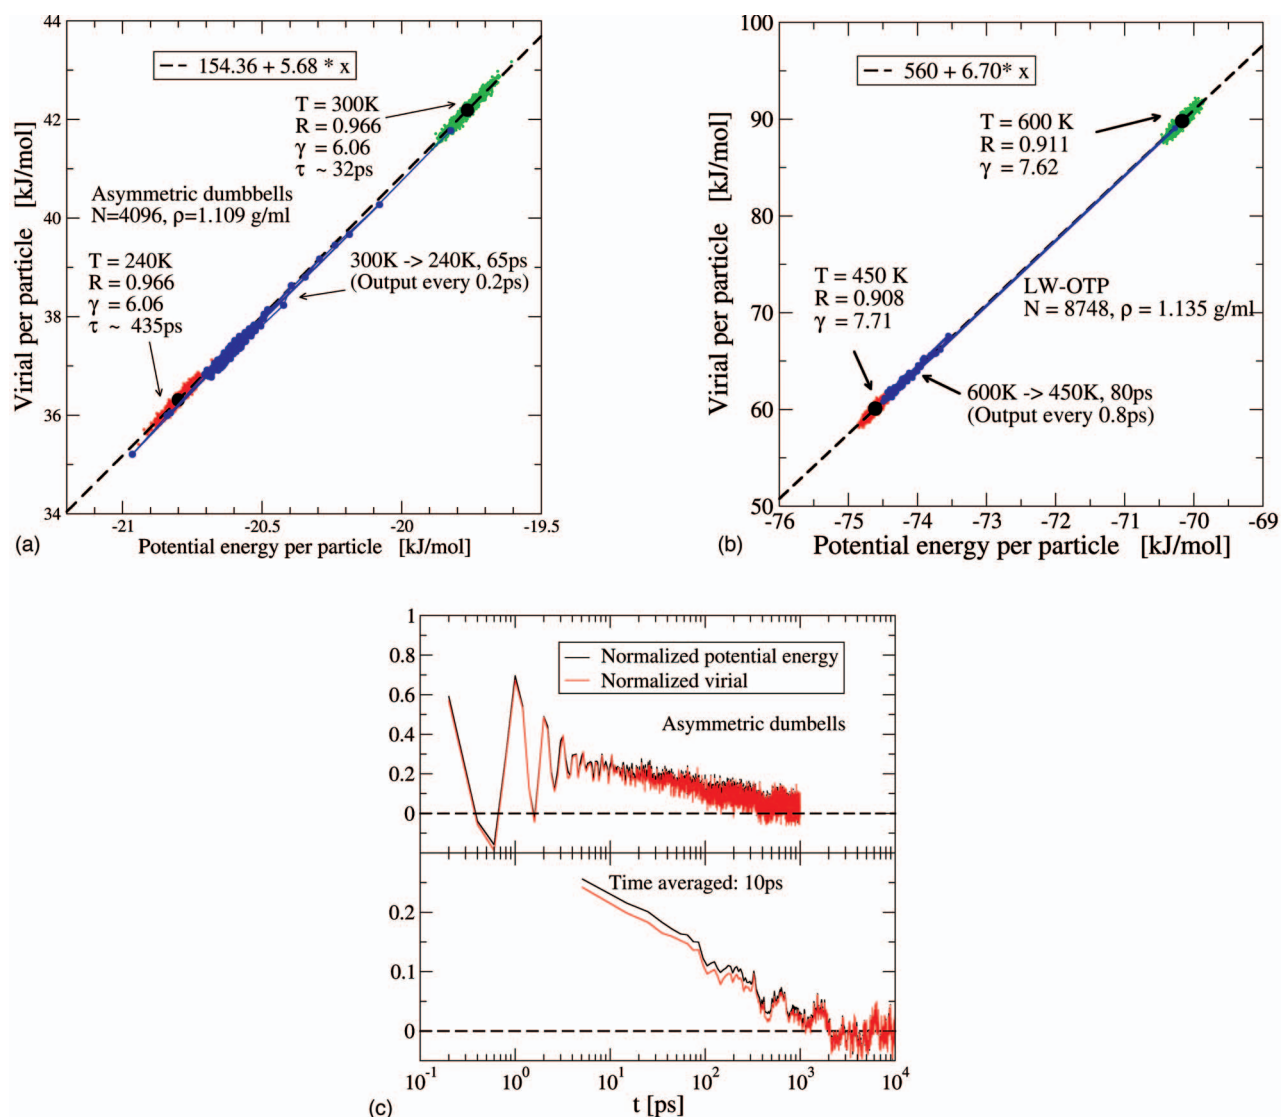 44
42
40
38
36
34
Virial per particle [kJ/mol]
154.36 + 5.68 * x
T = 300K
R = 0.966
γ = 6.06
τ ~ 32ps
Asymmetric dumbbells
N=4096, ρ=1.109 g/ml
T = 240K
R = 0.966
γ = 6.06
τ ~ 435ps
300K -> 240K, 65ps
(Output every 0.2ps)
-21 -20.5 -20 -19.5
(a) Potential energy per particle [kJ/mol]
100
90
80
70
60
50
Virial per particle [kJ/mol]
560 + 6.70* x
T = 600 K
R = 0.911
γ = 7.62
T = 450 K
R = 0.908
γ = 7.71
LW-OTP
N = 8748, ρ = 1.135 g/ml
600K -> 450K, 80ps
(Output every 0.8ps)
-76 -75 -74 -73 -72 -71 -70 -69
(b) Potential energy per particle [kJ/mol]
1
0.8
0.6
0.4
0.2
0
Normalized potential energy
Normalized virial
Asymmetric dumbells
Time averaged: 10ps
0.2
0.1
0
10⁻¹ 10⁰ 10¹ 10² 10³ 10⁴
(c) t [ps]